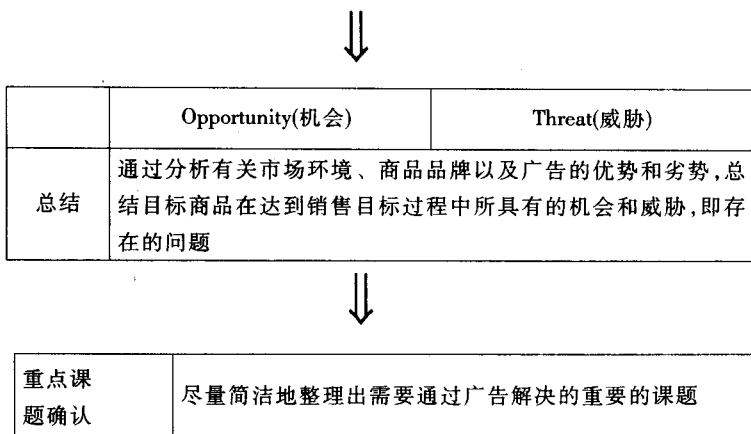 Opportunity(机会) Threat(威胁)
通过分析有关市场环境、商品品牌以及广告的优势和劣势,总
总结 结目标商品在达到销售目标过程中所具有的机会和威胁,即存
在的问题
重点课
题确认
尽量简洁地整理出需要通过广告解决的重要的课题